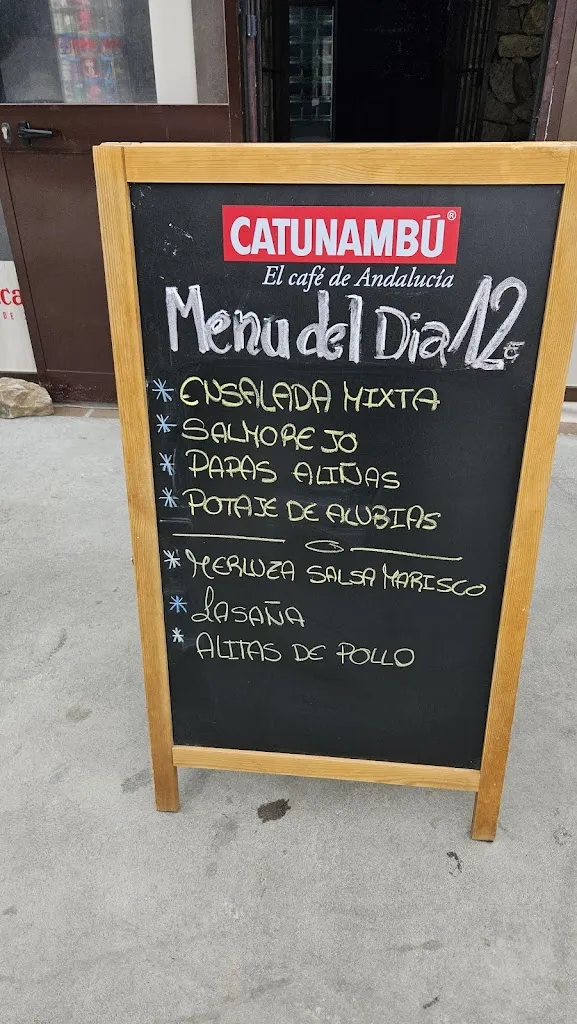 CATUNAMBÚ®
El café de Andalucía
Menu del Dia 12€
* ENSALADA MIXTA
* SALMOREJO
* PAPAS ALIÑAS
* POTAJE DE ALUBIAS
* MERLUZA SALSA MARISCO
* LASAÑA
* ALITAS DE POLLO